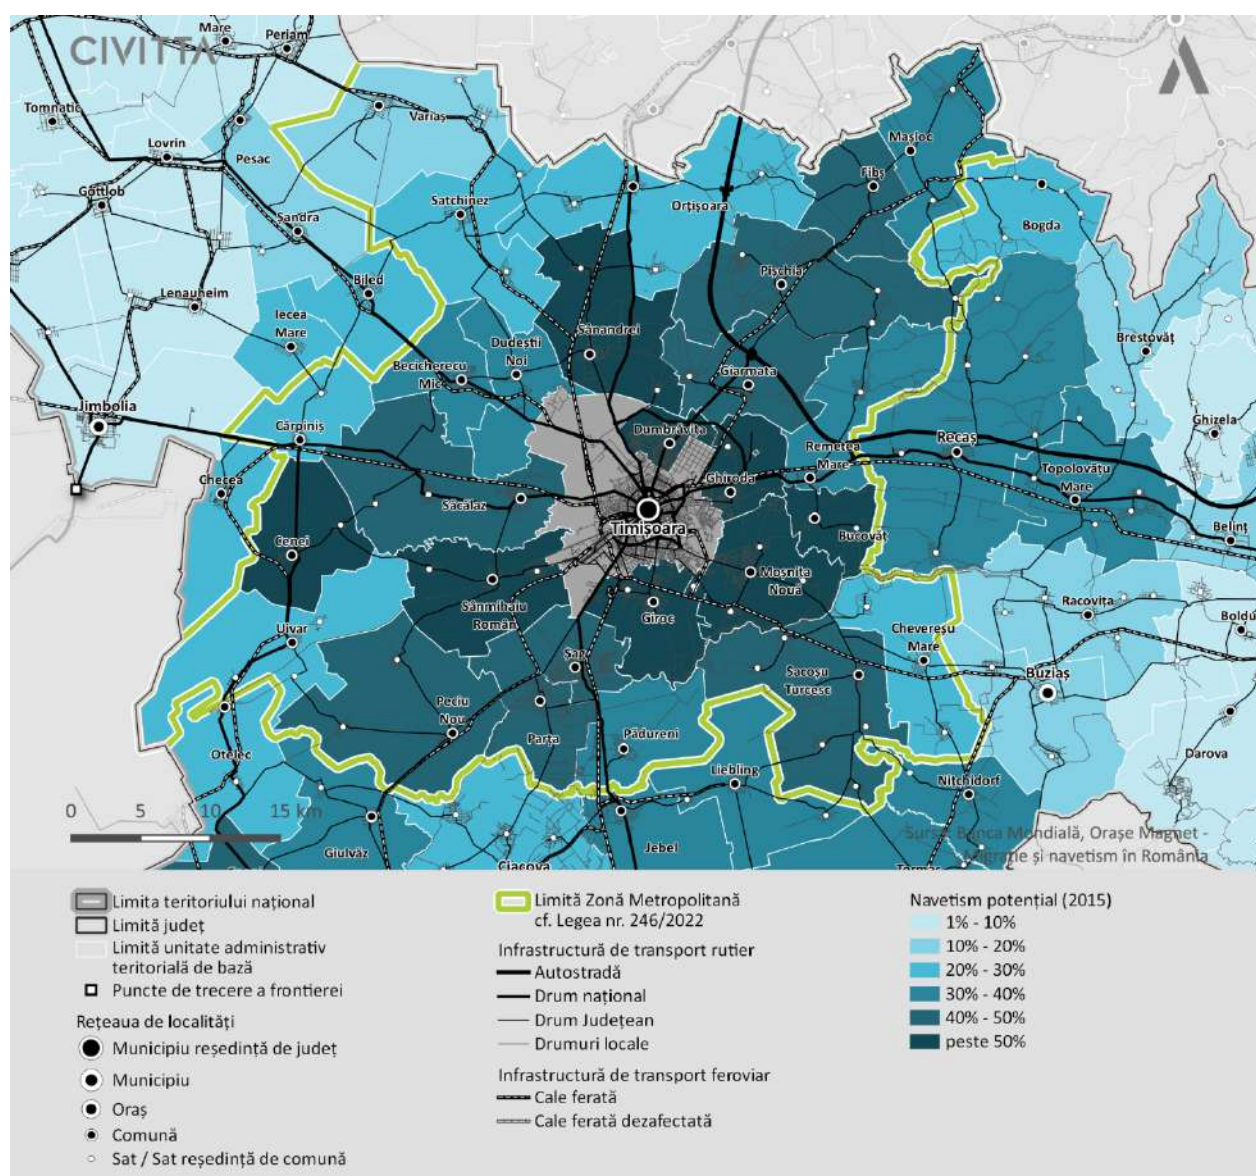 CIVITTA
Mare
Periam
Tomnatic
Variaș
Lovrin
Pesac
Mașloc
Fibș
Gottlob
Satchinez
Orțișoara
Șandra
Bogda
Biled
Pișchia
Lenauheim
Iecea
Mare
Sânandrei
Brestovăț
Dudeștii
Noi
Becicherecu
Mic
Giarmata
Jimbolia
Cărpiniș
Dumbrăvița
Ghizela
Remetea
Mare
Recaș
Checea
Ghiroda
Topolovățu
Mare
Săcălaz
Timișoara
Belinț
Cenei
Bucovăț
Moșnița
Nouă
Sânmihaiu
Român
Giroc
Racovița
Boldu
Uivar
Chevereșu
Mare
Șag
Sacoșu
Turcesc
Buziaș
Peciu
Nou
Parța
Pădureni
Otelec
Darova
Liebling
Nițchidorf
0 5 10 15 km
Sursa: Banca Mondială, Orașe Magnet -
Migrație și navetism în România
Giulvăz
Jebel
Ciacova
Limita teritoriului național
Limită județ
Limită unitate administrativ
teritorială de bază
Puncte de trecere a frontierei
Rețeaua de localități
Municipiu reședință de județ
Municipiu
Oraș
Comună
Sat / Sat reședință de comună
Limită Zonă Metropolitană
cf. Legea nr. 246/2022
Infrastructură de transport rutier
Autostradă
Drum național
Drum Județean
Drumuri locale
Infrastructură de transport feroviar
Cale ferată
Cale ferată dezafectată
Navetism potențial (2015)
1% - 10%
10% - 20%
20% - 30%
30% - 40%
40% - 50%
peste 50%